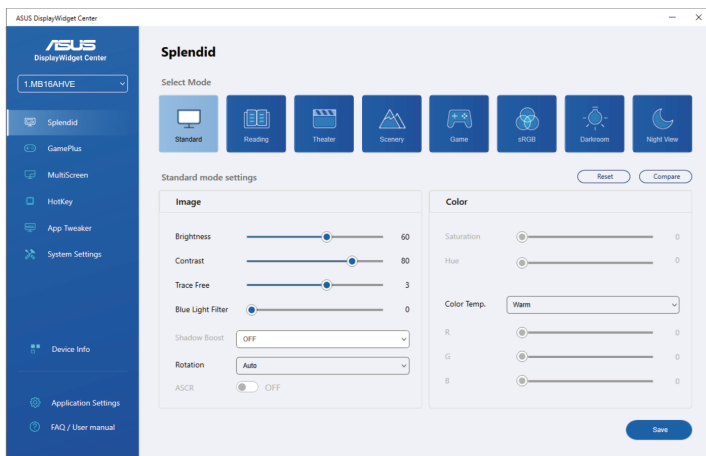 ASUS DisplayWidget Center
ASUS
DisplayWidget Center
1.MB16AHVE
Splendid
GamePlus
MultiScreen
HotKey
App Tweaker
System Settings
Device Info
Application Settings
FAQ / User manual
Splendid
Select Mode
Standard
Reading
Theater
Scenery
Game
sRGB
Darkroom
Night View
Standard mode settings
Reset
Compare
Image
Brightness 60
Contrast 80
Trace Free 3
Blue Light Filter 0
Shadow Boost OFF
Rotation Auto
ASCR OFF
Color
Saturation 0
Hue 0
Color Temp. Warm
R 0
G 0
B 0
Save